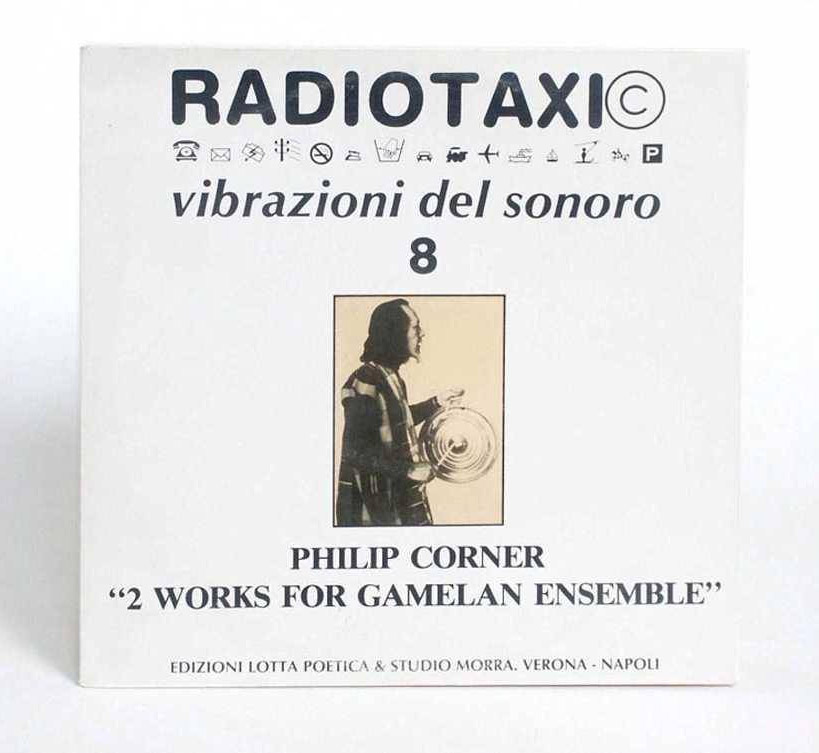 RADIOTAXI©
P
vibrazioni del sonoro
8
PHILIP CORNER
“2 WORKS FOR GAMELAN ENSEMBLE”
EDIZIONI LOTTA POETICA & STUDIO MORRA. VERONA - NAPOLI